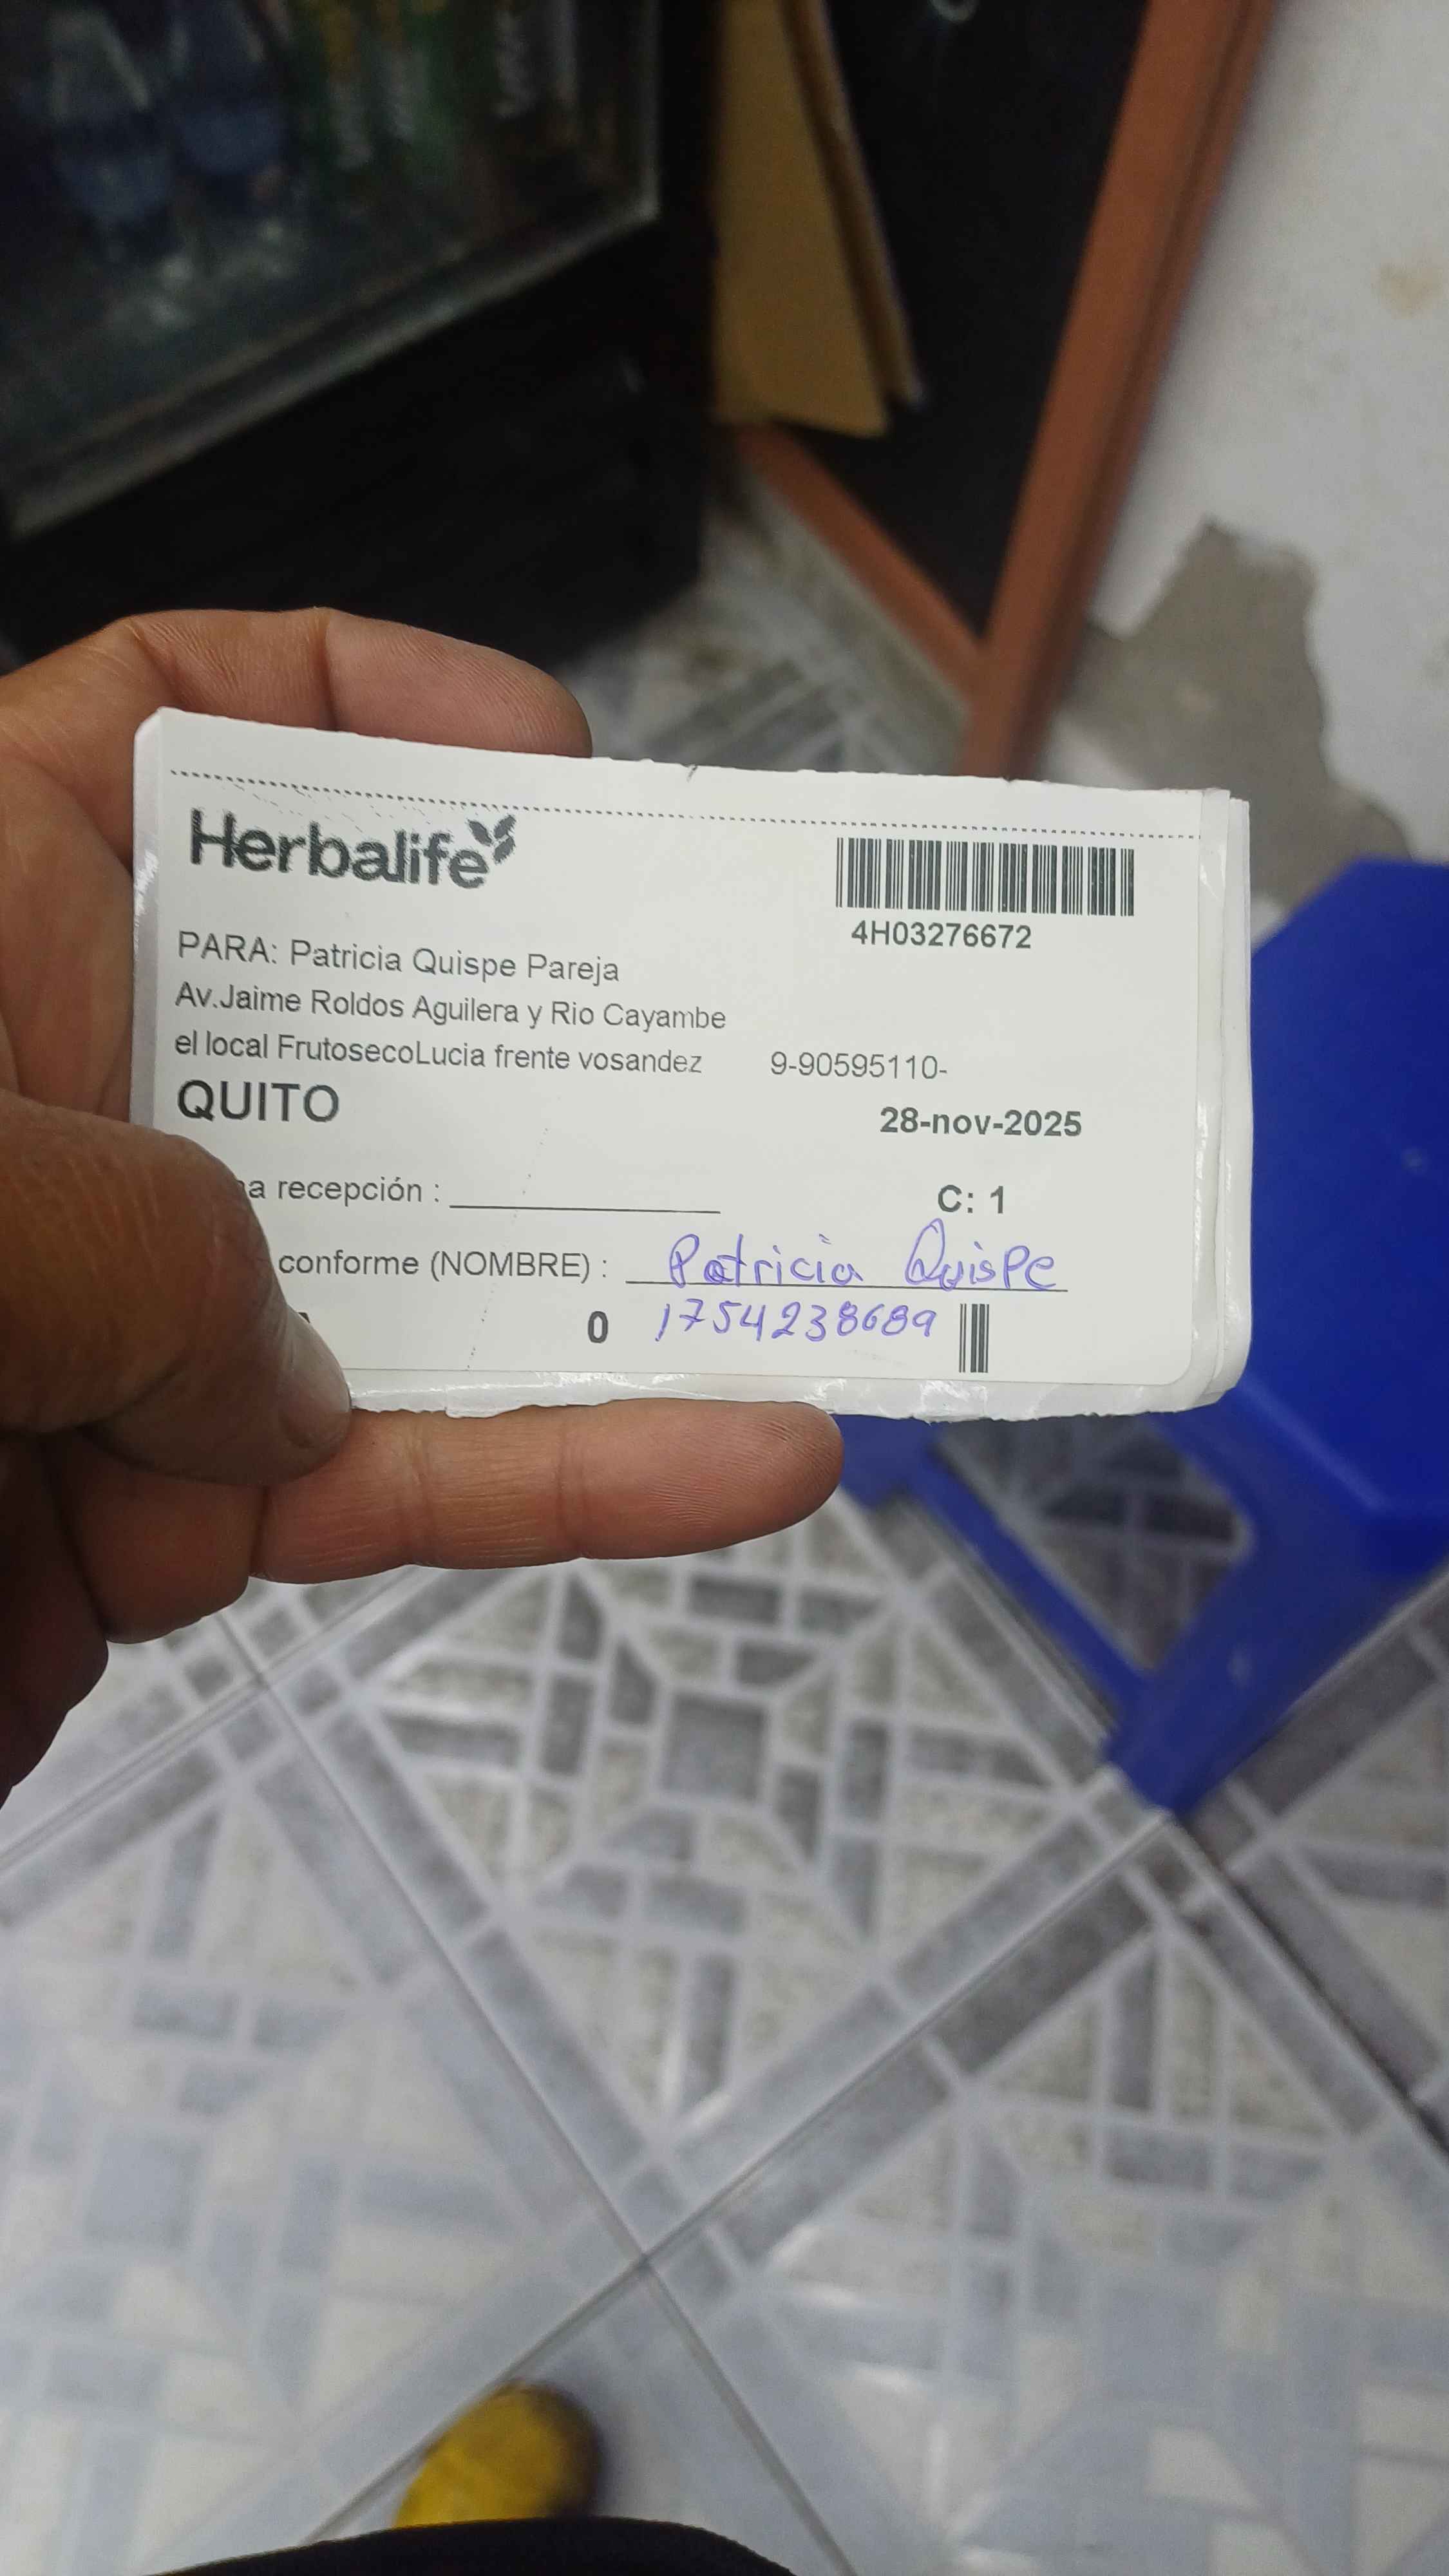 Herbalife
4H03276672
PARA: Patricia Quispe Pareja
Av.Jaime Roldos Aguilera y Rio Cayambe
el local FrutosecoLucia frente vosandez 9-90595110-
QUITO 28-nov-2025
a recepción :
C: 1
conforme (NOMBRE) : Patricia Quispe
0 1754238689